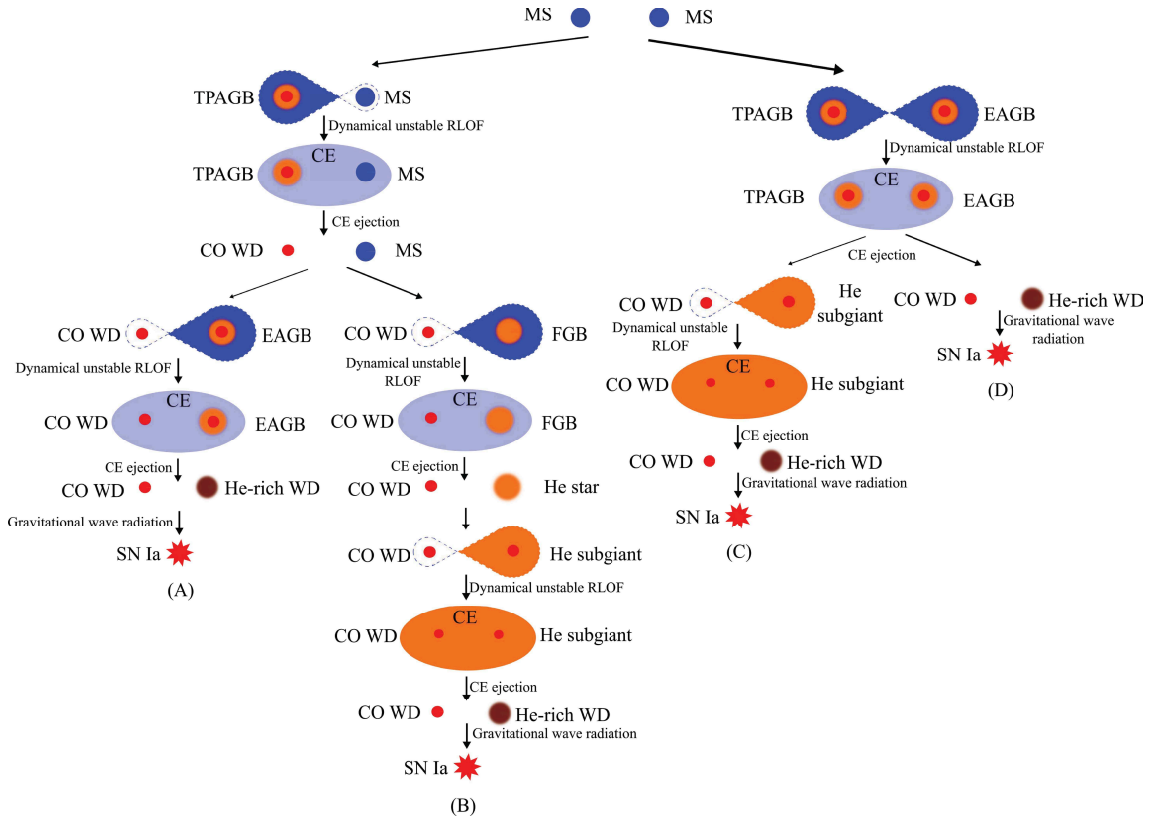 MS MS
TPAGB MS
Dynamical unstable RLOF
CE
TPAGB MS
CE ejection
CO WD MS
CO WD EAGB
Dynamical unstable RLOF
CE
CO WD EAGB
CE ejection
CO WD He-rich WD
Gravitational wave radiation
SN Ia
(A)
CO WD FGB
Dynamical unstable
RLOF
CE
CO WD FGB
CE ejection
CO WD He star
CO WD He subgiant
Dynamical unstable RLOF
CE
CO WD He subgiant
CE ejection
CO WD He-rich WD
Gravitational wave radiation
SN Ia
(B)
TPAGB EAGB
Dynamical unstable RLOF
CE
TPAGB EAGB
CE ejection
CO WD He
subgiant
Dynamical unstable
RLOF
CE
CO WD He subgiant
CE ejection
CO WD He-rich WD
Gravitational wave radiation
SN Ia
(C)
CO WD He-rich WD
Gravitational wave
radiation
SN Ia
(D)